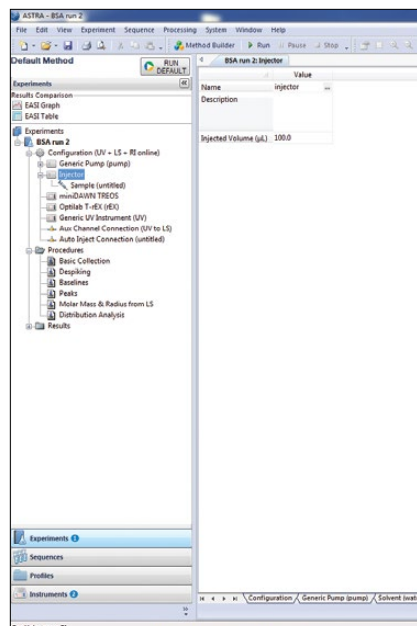 ASTRA - BSA run 2
File Edit View Experiment Sequence Processing System Window Help
Method Builder Run Pause Stop
Default Method
RUN DEFAULT
BSA run 2: Injector
Experiments
Value
Results Comparison
Name injector ...
EASI Graph
Description
EASI Table
Experiments
BSA run 2
Injected Volume (µL) 100.0
Configuration (UV + LS + RI online)
Generic Pump (pump)
Injector
Sample (untitled)
miniDAWN TREOS
Optilab T-rEX (rEX)
Generic UV Instrument (UV)
Aux Channel Connection (UV to LS)
Auto Inject Connection (untitled)
Procedures
Basic Collection
Despiking
Baselines
Peaks
Molar Mass & Radius from LS
Distribution Analysis
Results
Experiments
Sequences
Profiles
Instruments
Configuration Generic Pump (pump) Solvent (wat